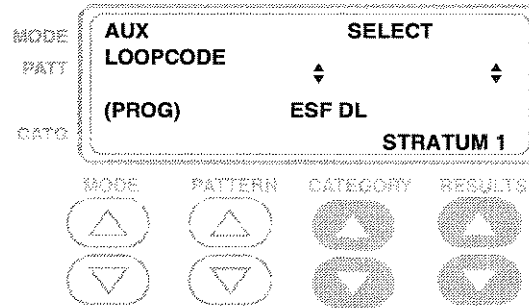 MODE AUX SELECT
PATT LOOPCODE
(PROG) ESF DL
CATG STRATUM 1
MODE PATTERN CATEGORY RESULTS